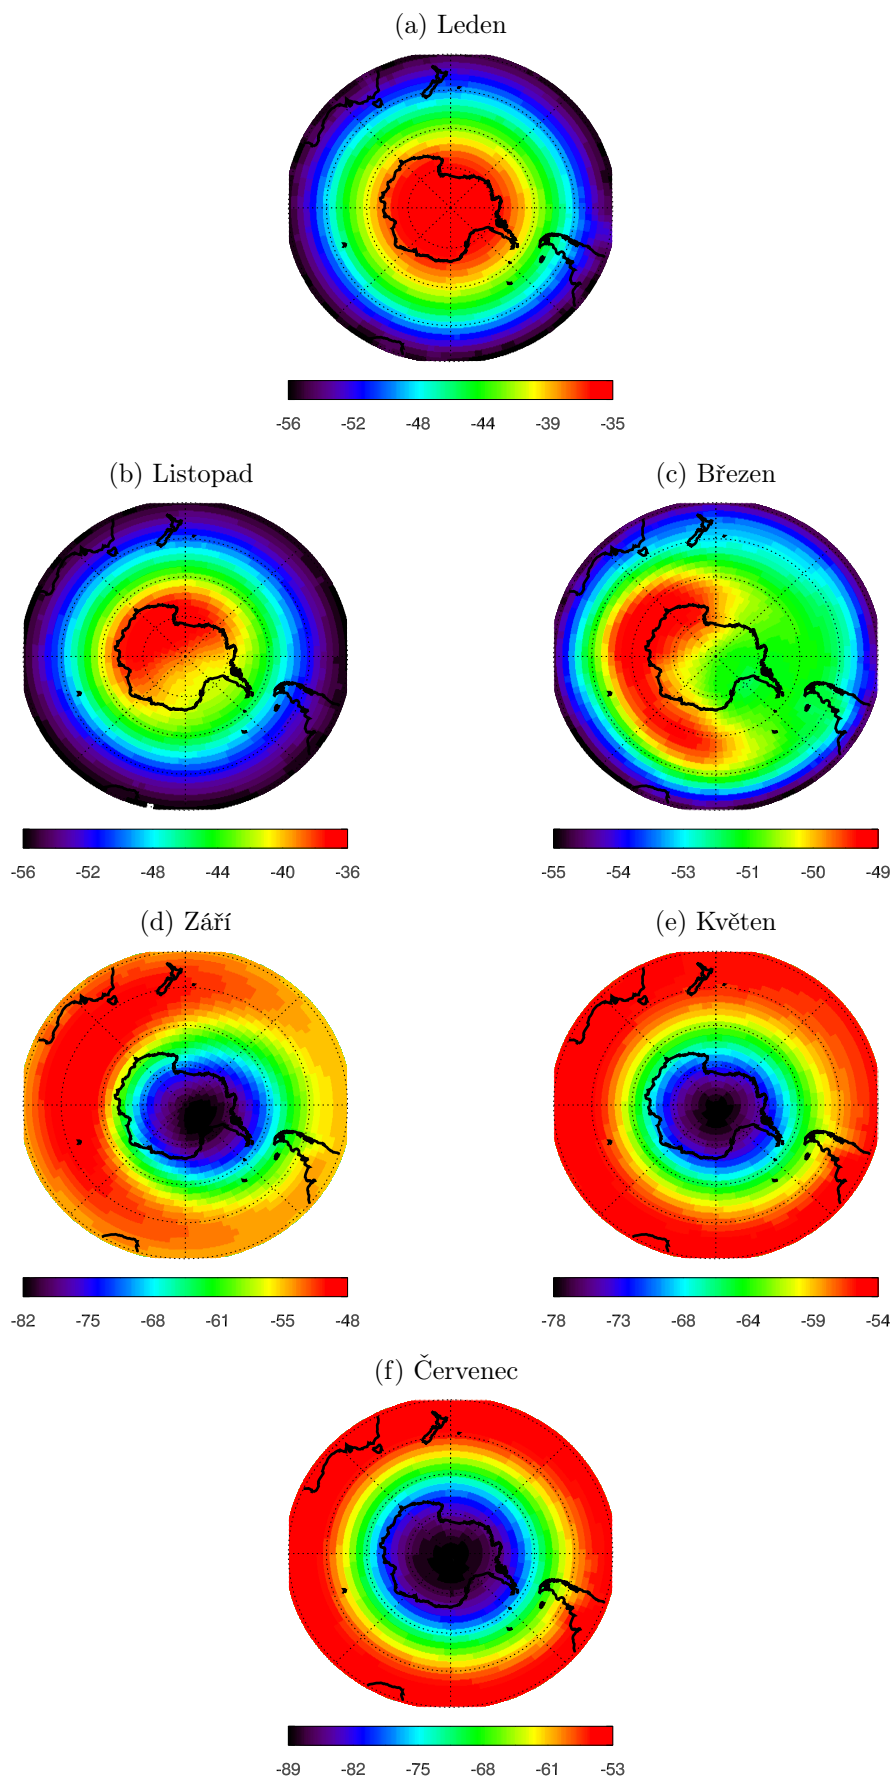 (a) Leden
-56 -52 -48 -44 -39 -35
(b) Listopad (c) Březen
-56 -52 -48 -44 -40 -36 -55 -54 -53 -51 -50 -49
(d) Září (e) Květen
-82 -75 -68 -61 -55 -48 -78 -73 -68 -64 -59 -54
(f) Červenec
-89 -82 -75 -68 -61 -53